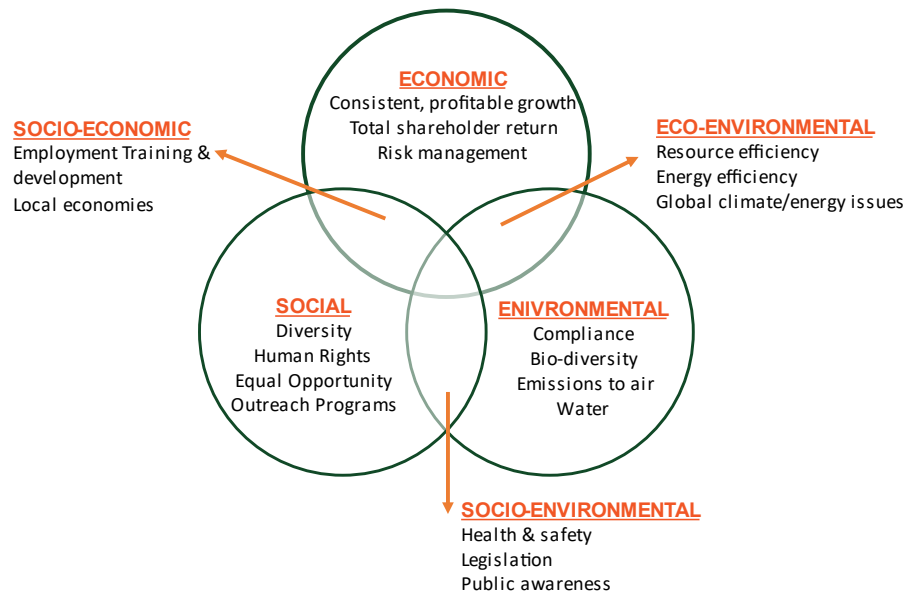 ECONOMIC
Consistent, profitable growth
Total shareholder return
Risk management
SOCIO-ECONOMIC
Employment Training &
development
Local economies
ECO-ENVIRONMENTAL
Resource efficiency
Energy efficiency
Global climate/energy issues
SOCIAL
Diversity
Human Rights
Equal Opportunity
Outreach Programs
ENIVRONMENTAL
Compliance
Bio-diversity
Emissions to air
Water
SOCIO-ENVIRONMENTAL
Health & safety
Legislation
Public awareness